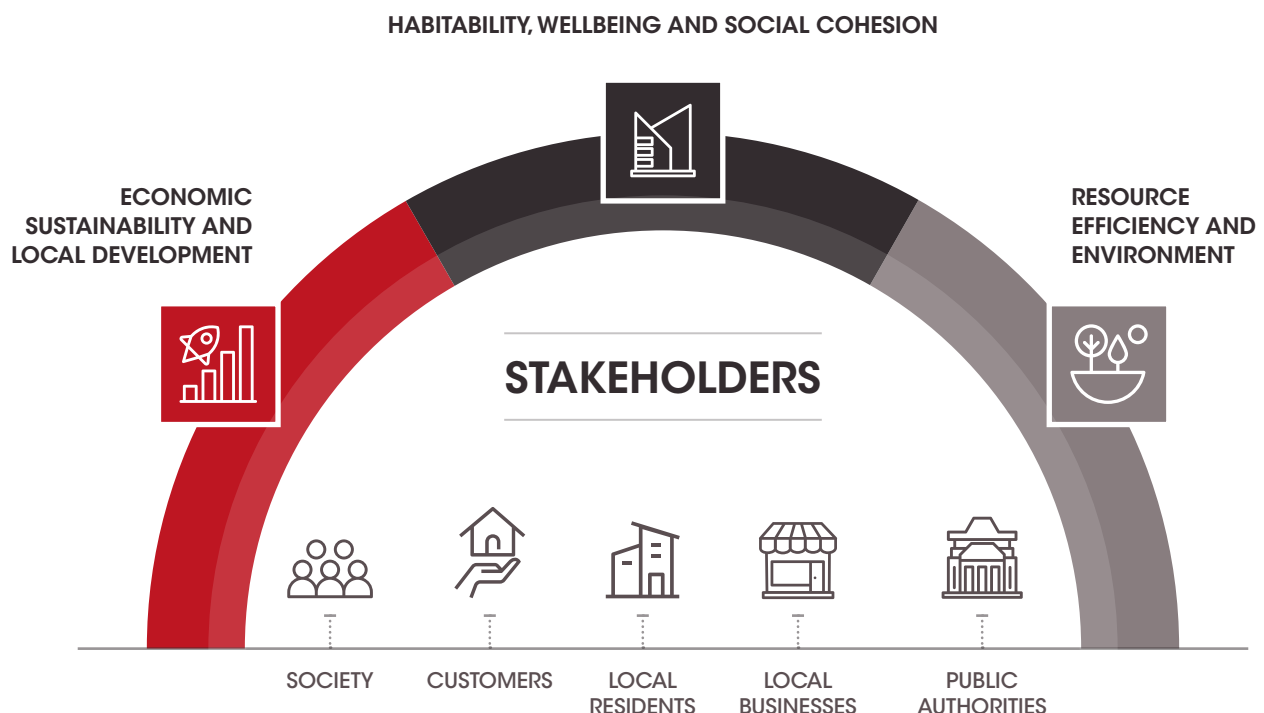 HABITABILITY, WELLBEING AND SOCIAL COHESION
ECONOMIC
SUSTAINABILITY AND
LOCAL DEVELOPMENT
RESOURCE
EFFICIENCY AND
ENVIRONMENT
STAKEHOLDERS
SOCIETY
CUSTOMERS
LOCAL
RESIDENTS
LOCAL
BUSINESSES
PUBLIC
AUTHORITIES